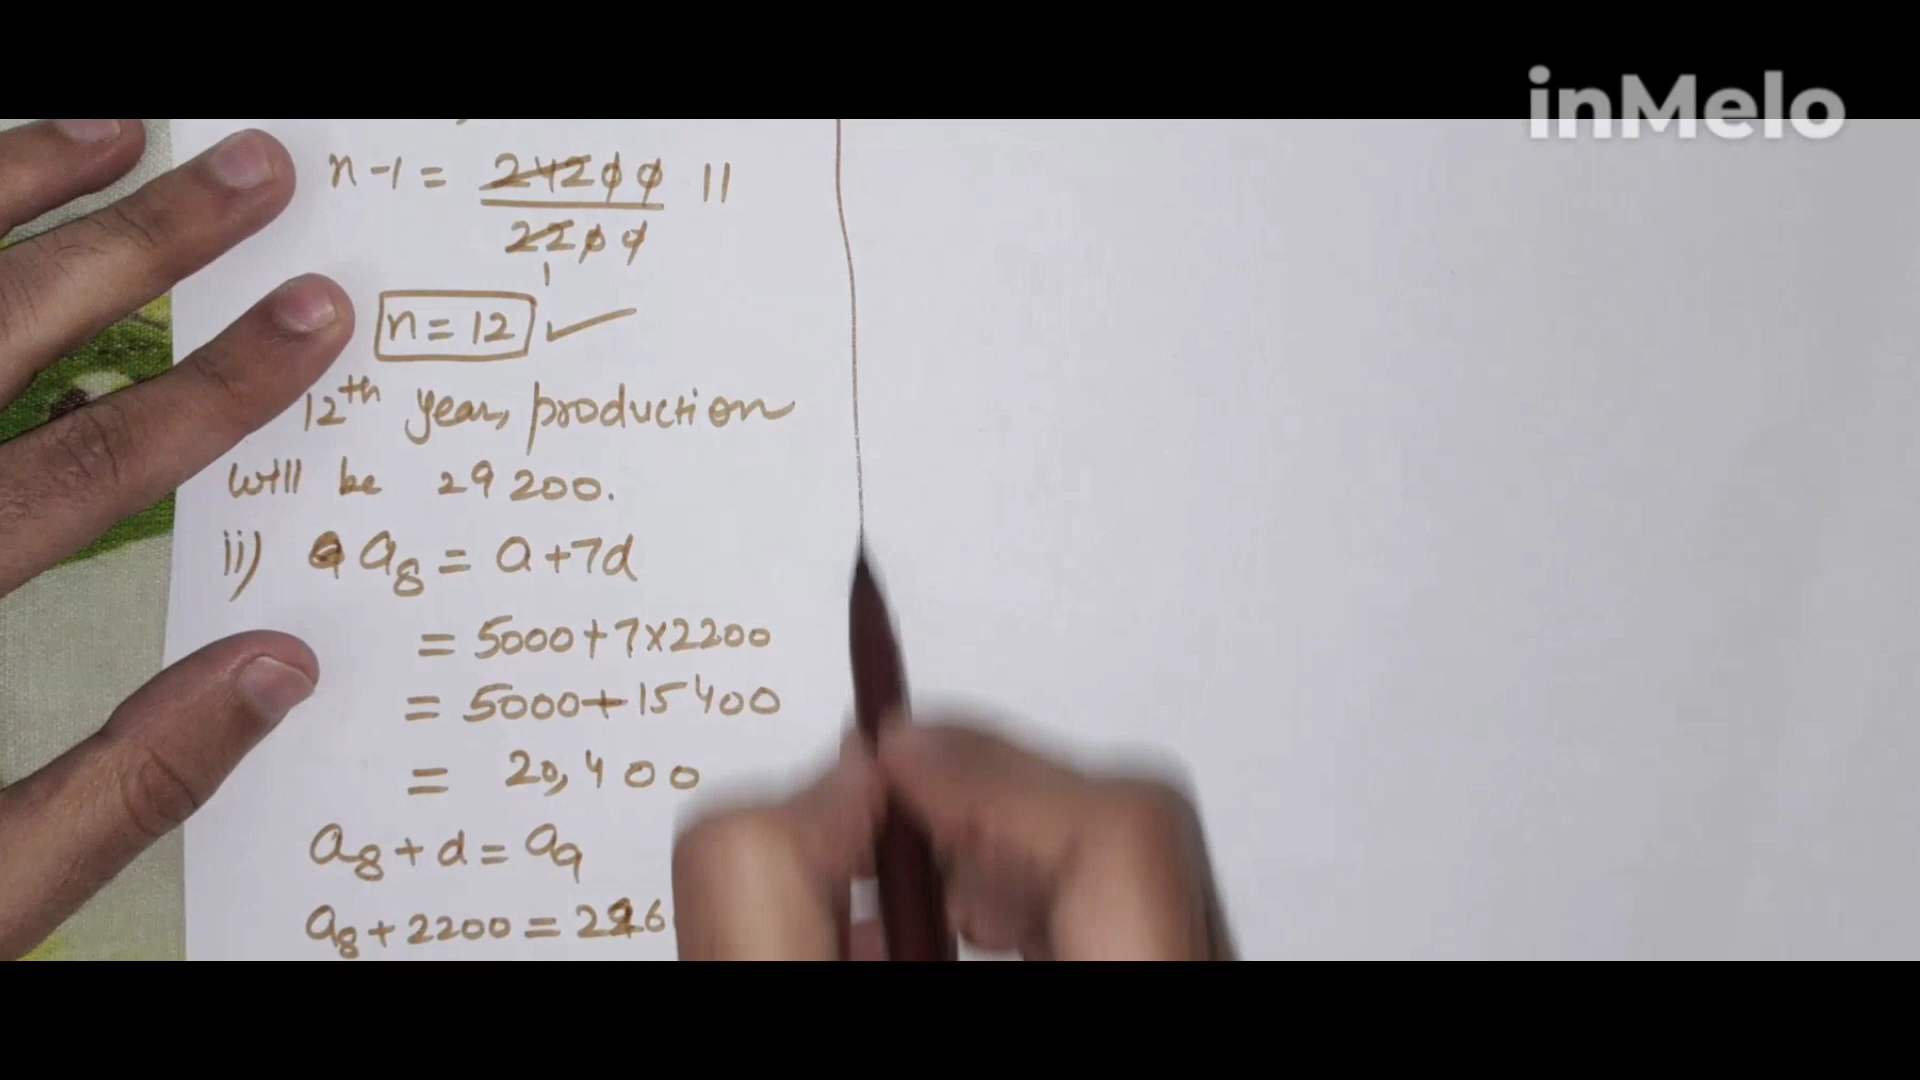 inMelo
n-1 = 24200 11
2200
1
n = 12 ✓
12th year, production
will be 29200.
ii) a8 = a+7d
= 5000+7×2200
= 5000+15400
= 20,400
a8 + d = a9
a8 + 2200 = 226